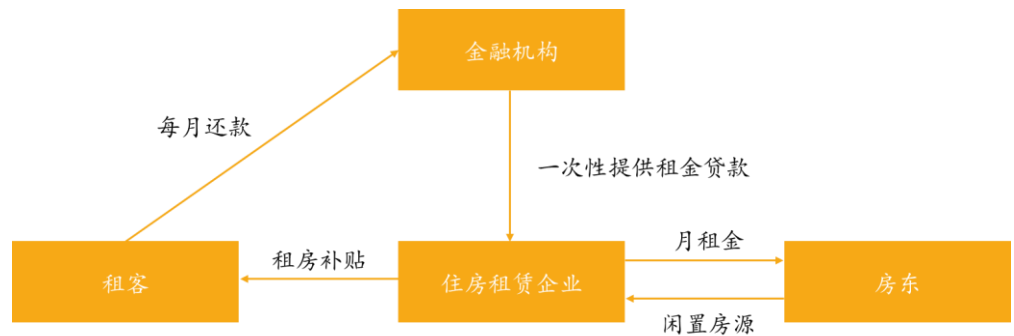 金融机构
每月还款
一次性提供租金贷款
月租金
租房补贴
租客
住房租赁企业
房东
闲置房源